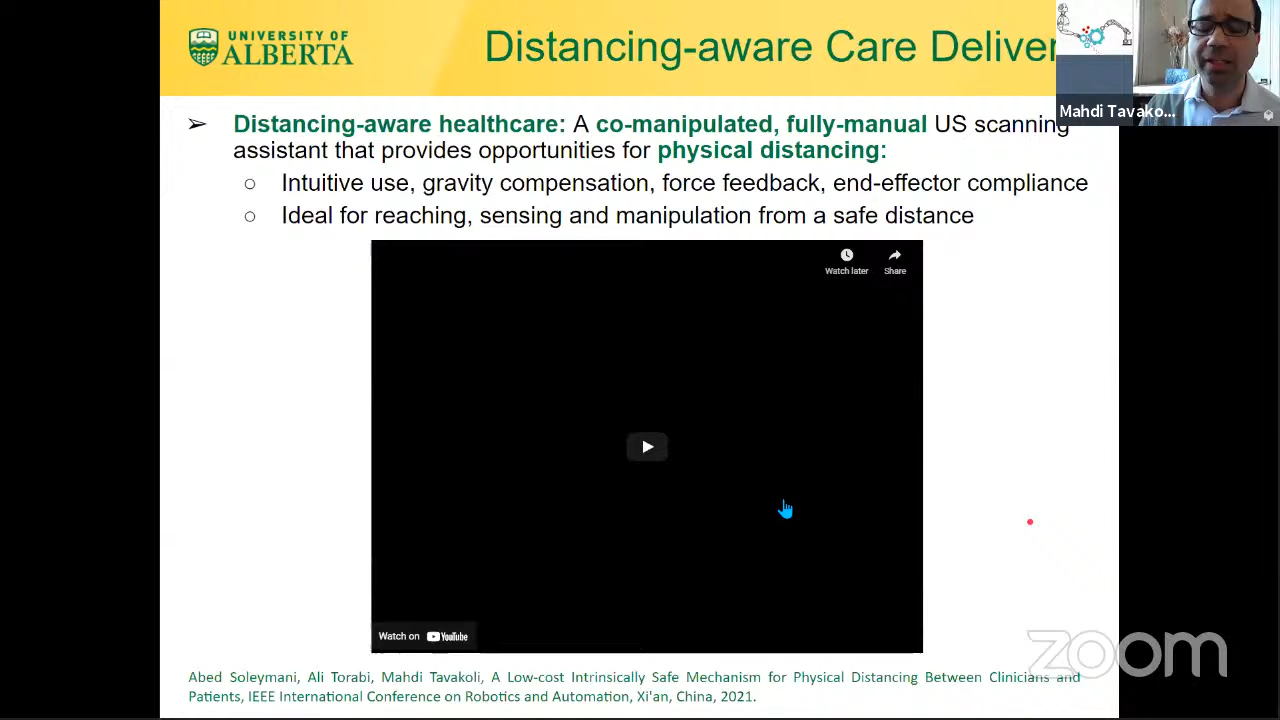 UNIVERSITY OF
ALBERTA
Distancing-aware Care Deliver
Mahdi Tavako...
➢ Distancing-aware healthcare: A co-manipulated, fully-manual US scanning
assistant that provides opportunities for physical distancing:
○ Intuitive use, gravity compensation, force feedback, end-effector compliance
○ Ideal for reaching, sensing and manipulation from a safe distance
Watch later
Share
Watch on YouTube
zoom
Abed Soleymani, Ali Torabi, Mahdi Tavakoli, A Low-cost Intrinsically Safe Mechanism for Physical Distancing Between Clinicians and
Patients, IEEE International Conference on Robotics and Automation, Xi'an, China, 2021.